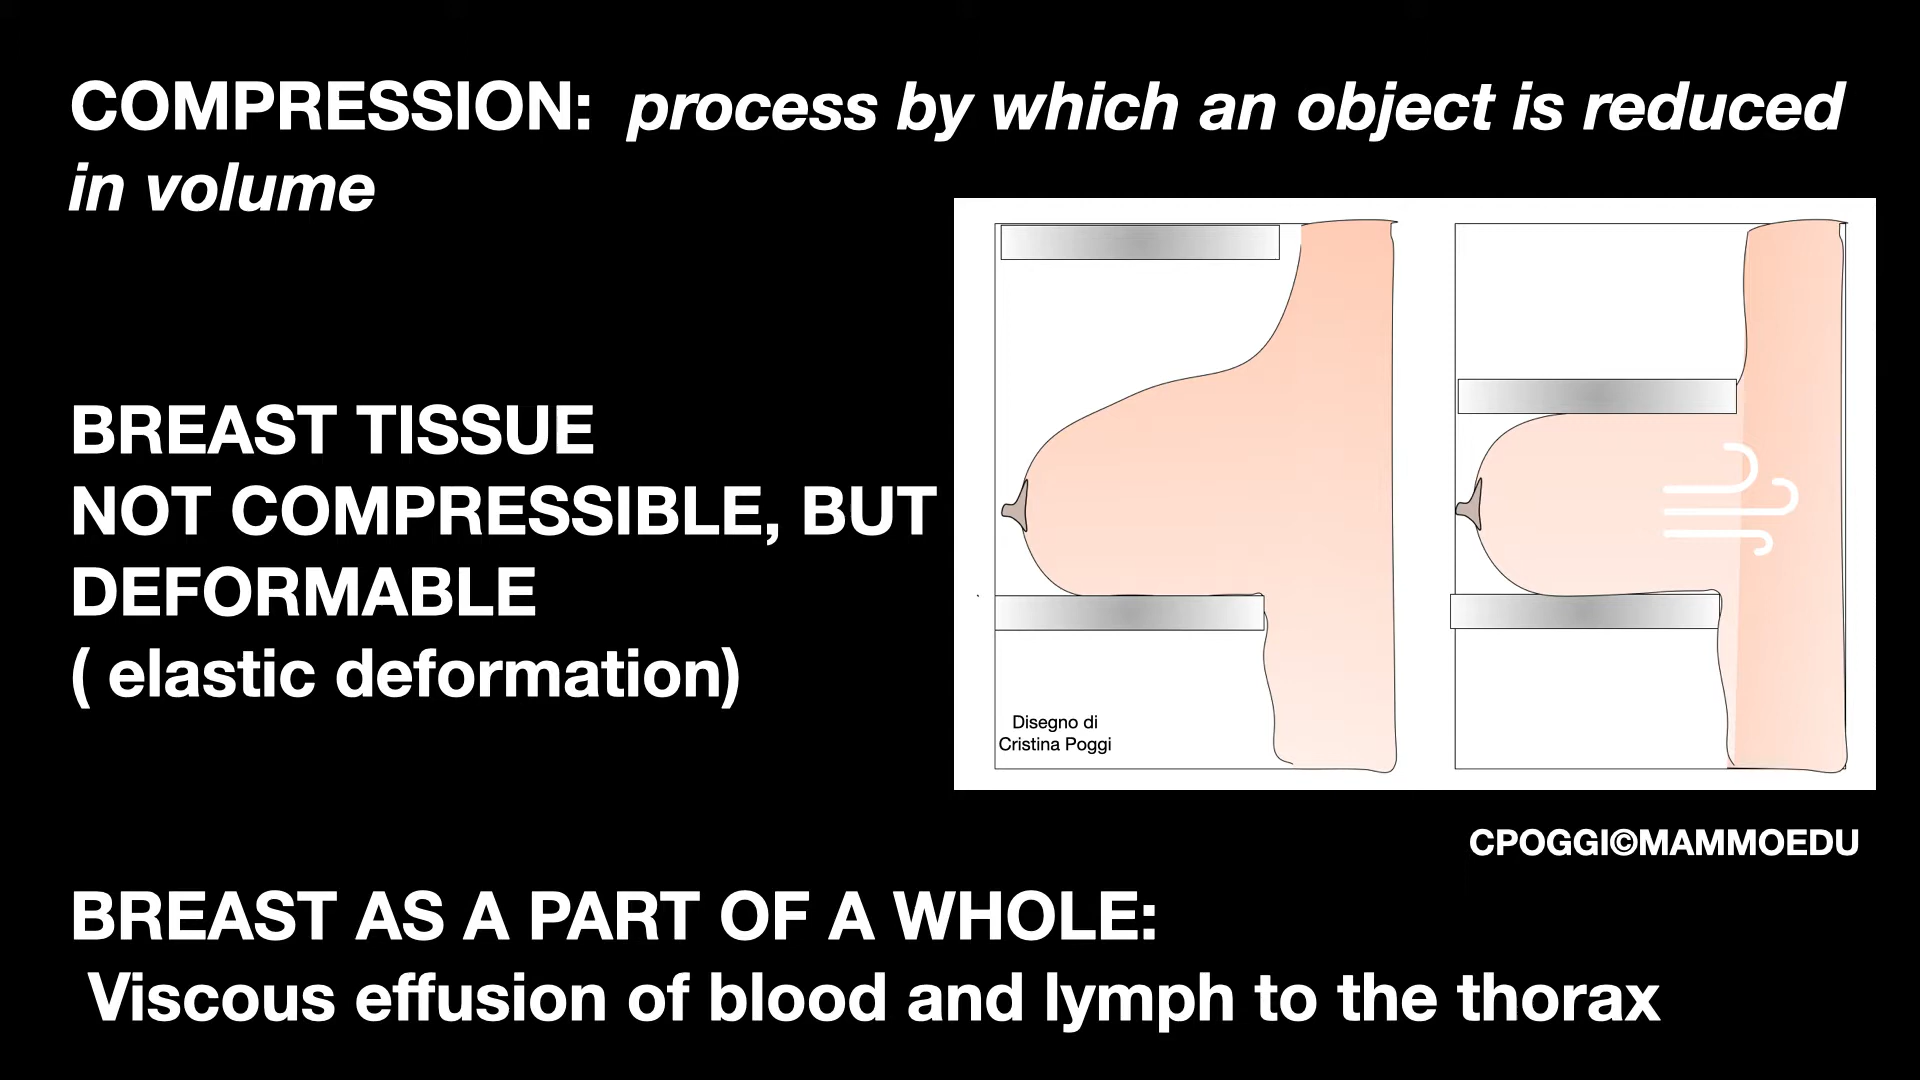 COMPRESSION: process by which an object is reduced
in volume
BREAST TISSUE
NOT COMPRESSIBLE, BUT
DEFORMABLE
( elastic deformation)
Disegno di
Cristina Poggi
CPOGGI©MAMMOEDU
BREAST AS A PART OF A WHOLE:
Viscous effusion of blood and lymph to the thorax